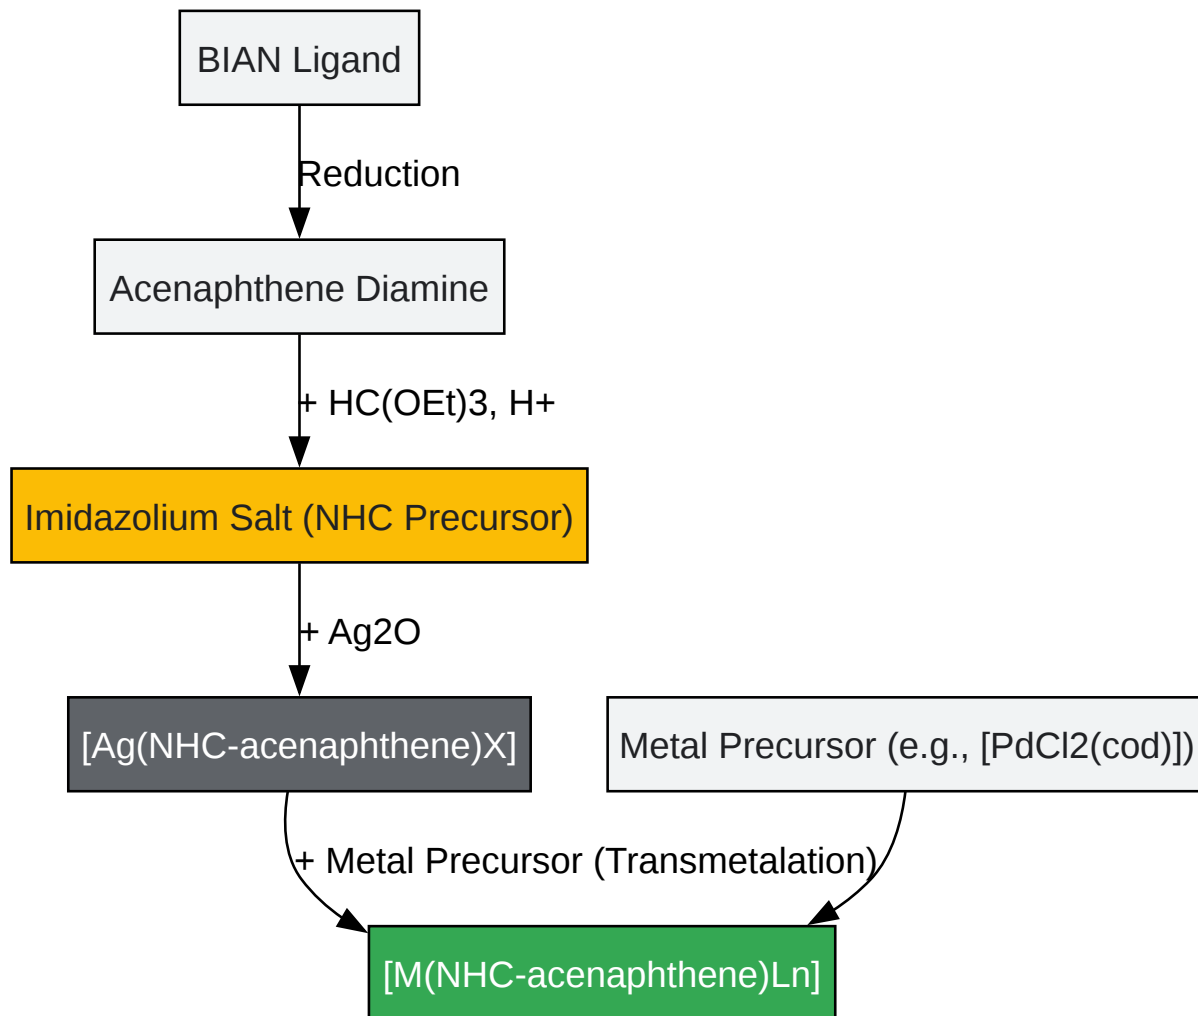 BIAN Ligand
Reduction
Acenaphthene Diamine
+ HC(OEt)3, H+
Imidazolium Salt (NHC Precursor)
+ Ag2O
[Ag(NHC-acenaphthene)X]
Metal Precursor (e.g., [PdCl2(cod)])
+ Metal Precursor (Transmetalation)
[M(NHC-acenaphthene)Ln]